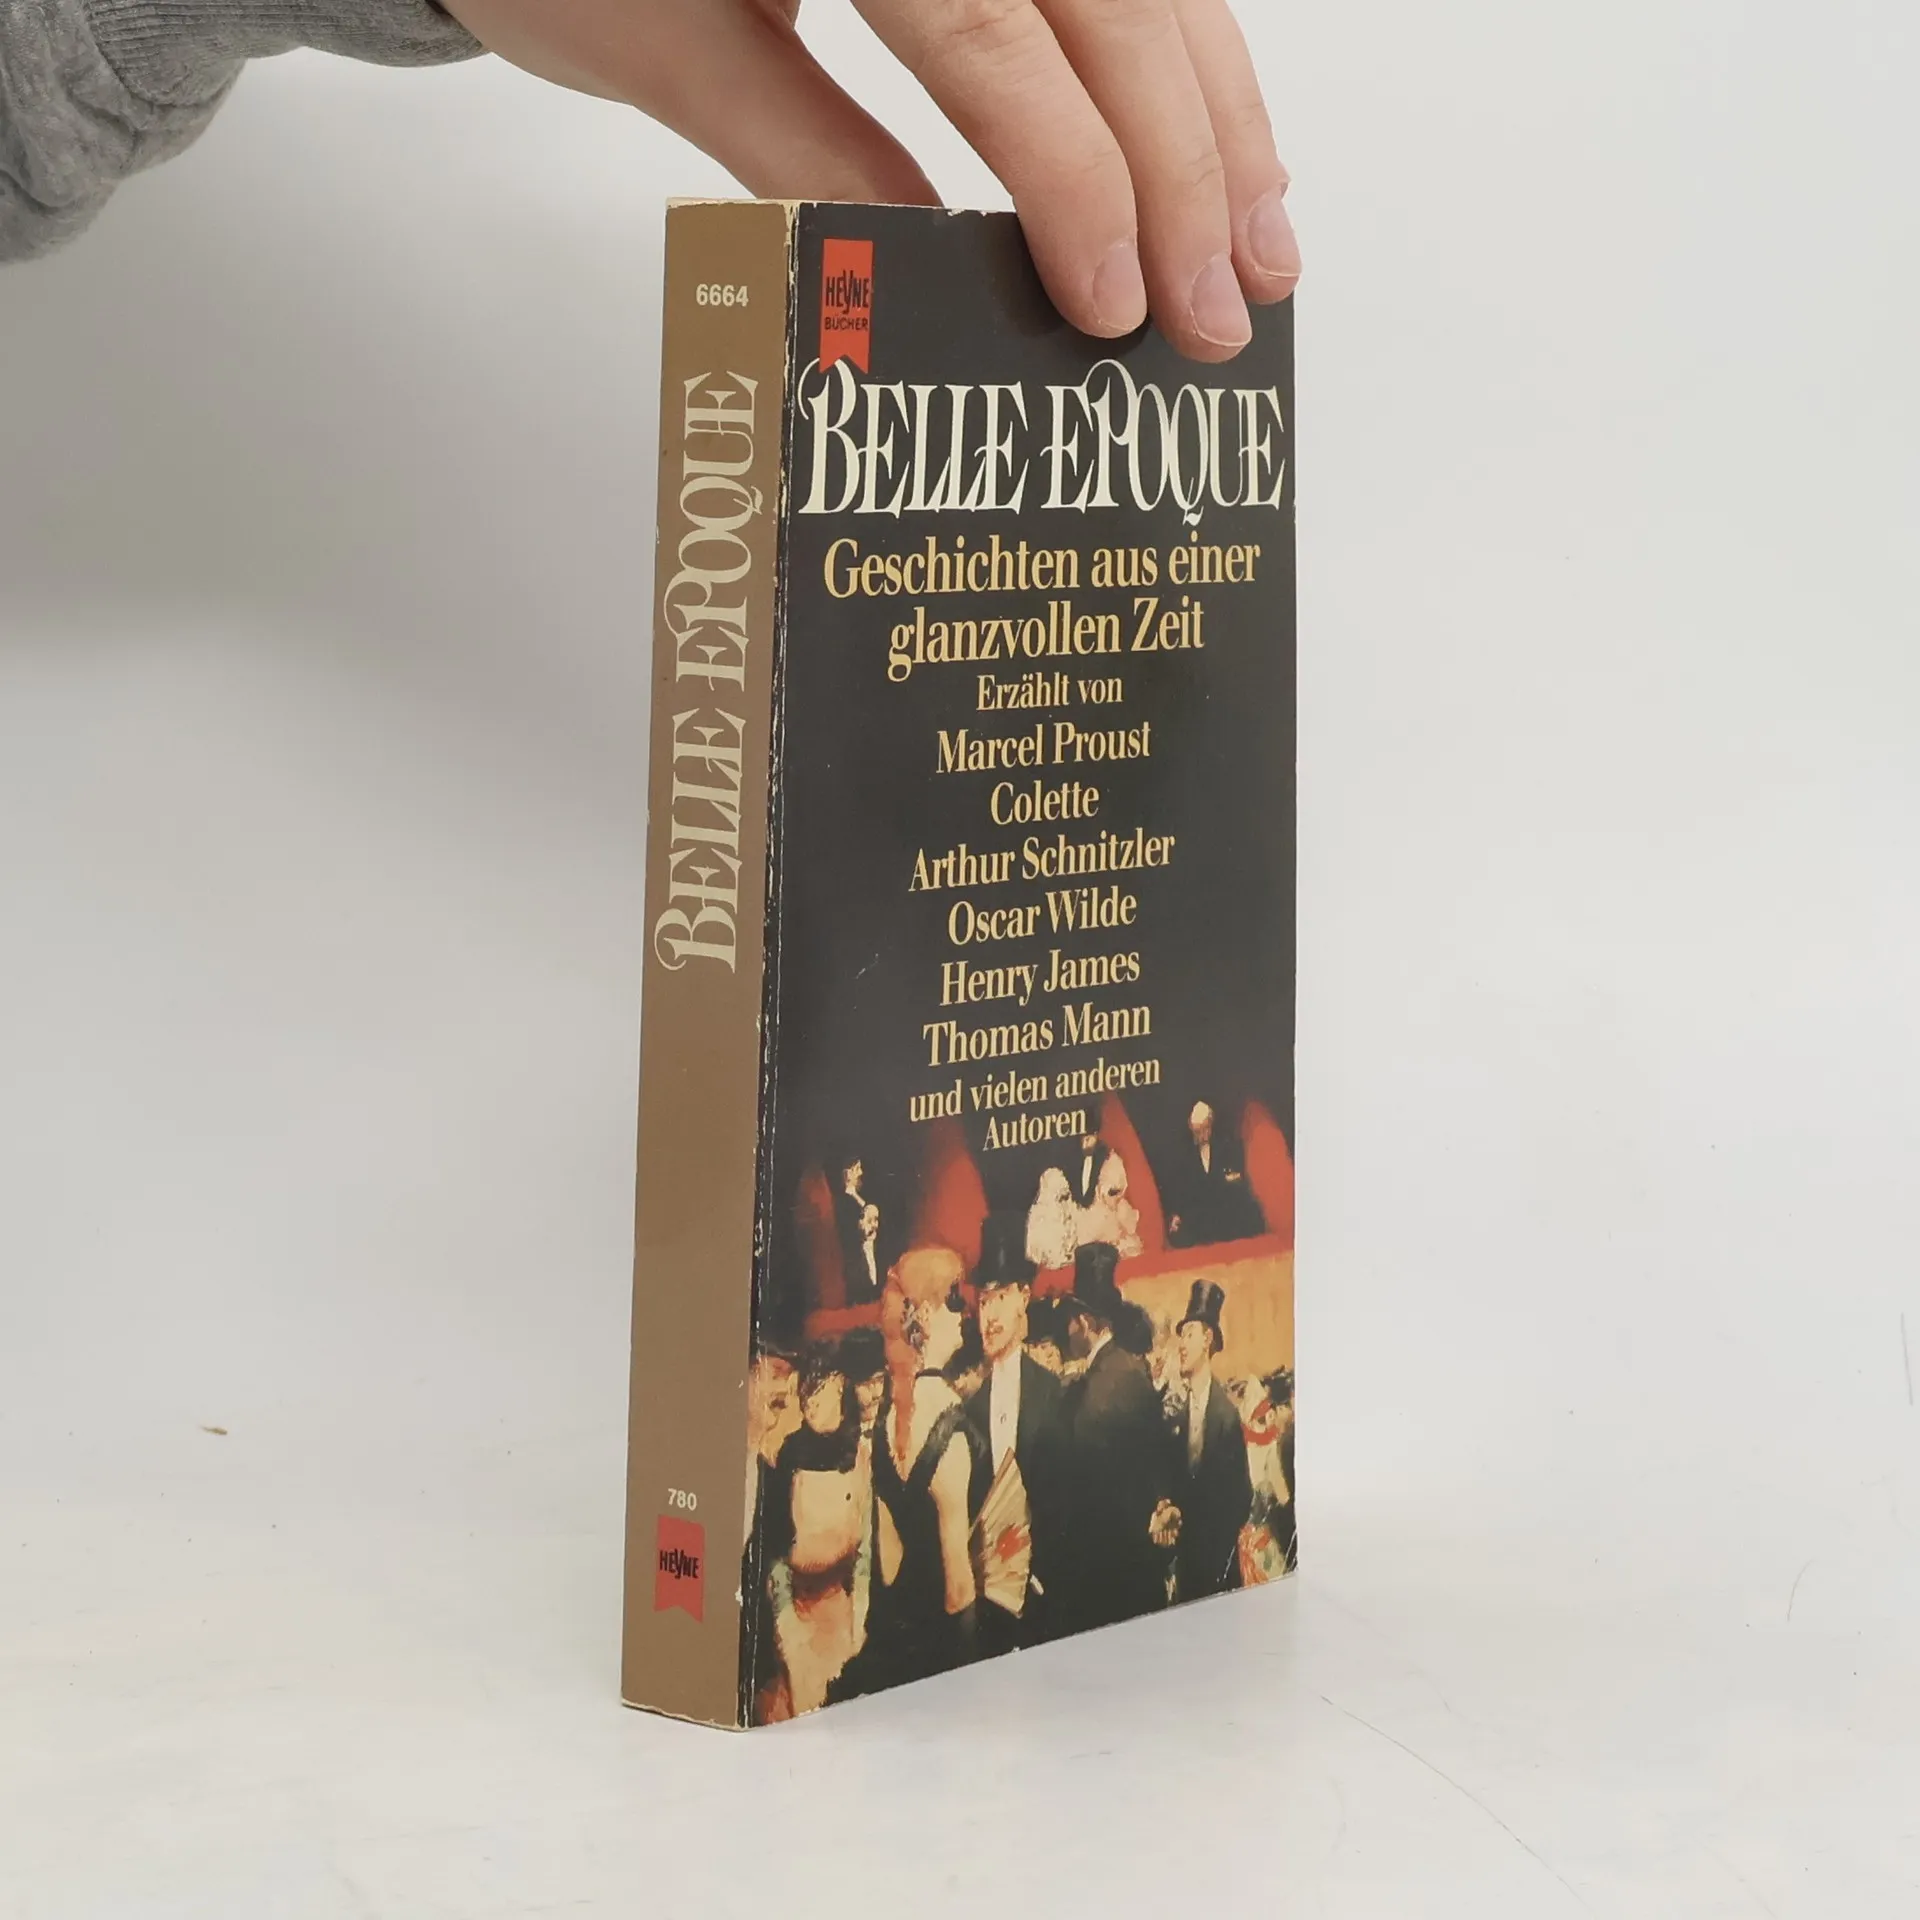 6664
BELLE EPOQUE
780
HEYNE
HEYNE
BÜCHER
BELLE EPOQUE
Geschichten aus einer
glanzvollen Zeit
Erzählt von
Marcel Proust
Colette
Arthur Schnitzler
Oscar Wilde
Henry James
Thomas Mann
und vielen anderen
Autoren